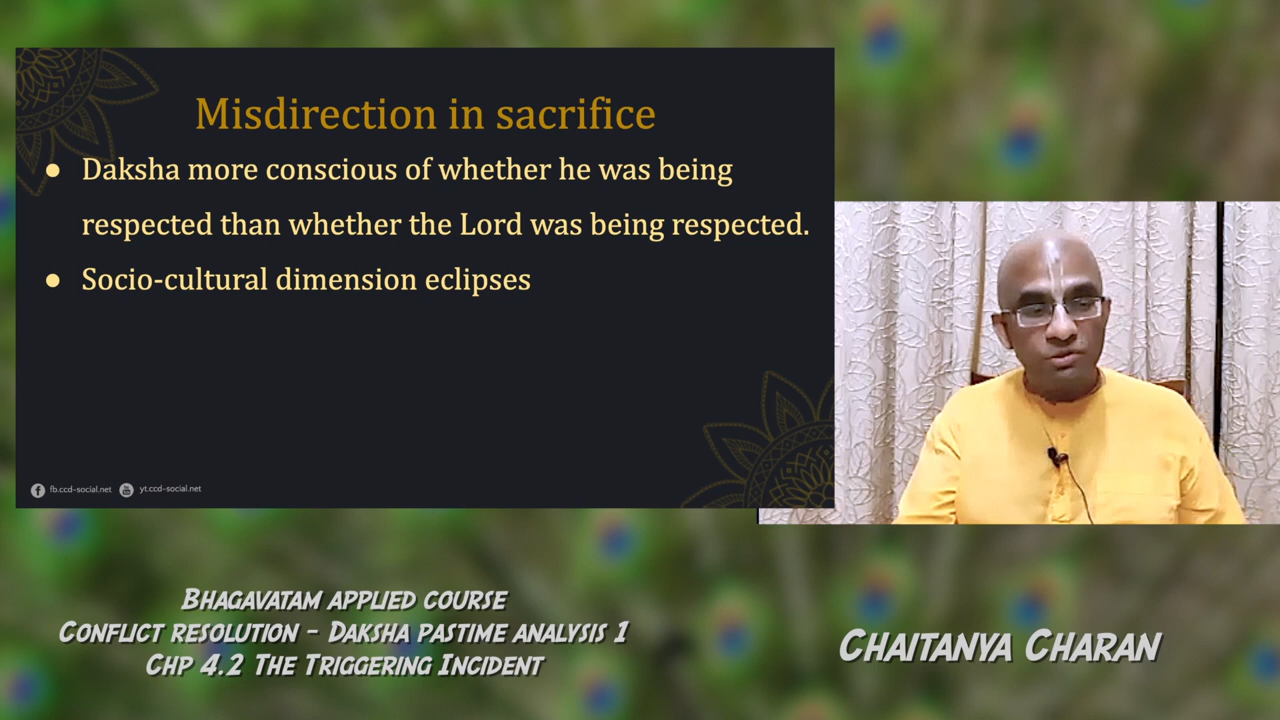 Misdirection in sacrifice
● Daksha more conscious of whether he was being
respected than whether the Lord was being respected.
● Socio-cultural dimension eclipses
fb.ccd-social.net yt.ccd-social.net
Bhagavatam applied course
Conflict resolution - Daksha pastime analysis 1
Chp 4.2 The Triggering Incident
Chaitanya Charan